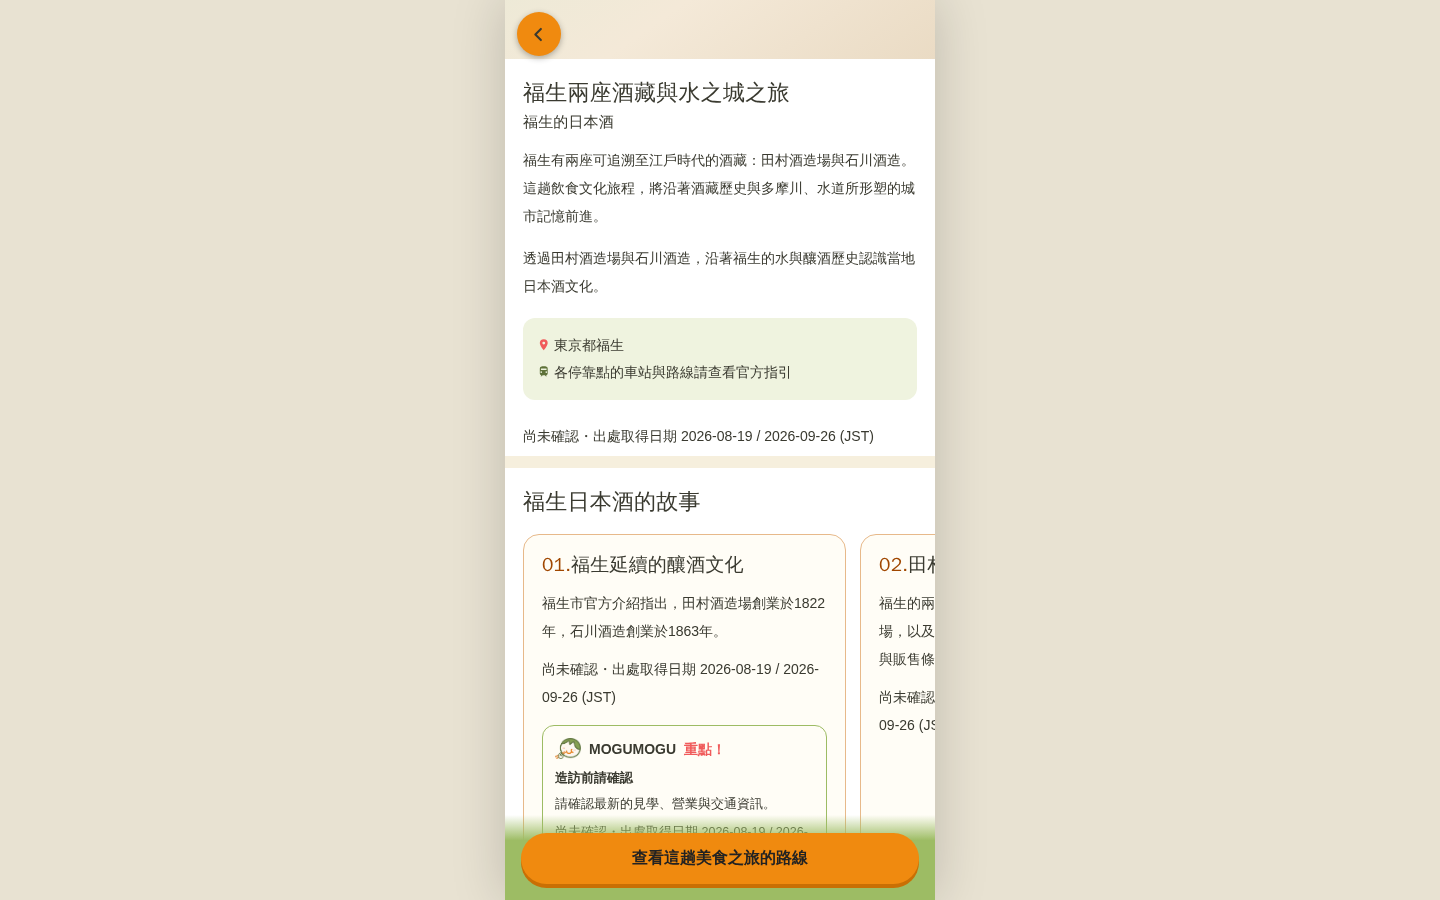 福生兩座酒藏與水之城之旅
福生的日本酒
福生有兩座可追溯至江戶時代的酒藏：田村酒造場與石川酒造。
這趟飲食文化旅程，將沿著酒藏歷史與多摩川、水道所形塑的城
市記憶前進。
透過田村酒造場與石川酒造，沿著福生的水與釀酒歷史認識當地
日本酒文化。
東京都福生
各停靠點的車站與路線請查看官方指引
尚未確認・出處取得日期 2026-08-19 / 2026-09-26 (JST)
福生日本酒的故事
01.福生延續的釀酒文化
福生市官方介紹指出，田村酒造場創業於1822
年，石川酒造創業於1863年。
尚未確認・出處取得日期 2026-08-19 / 2026-
09-26 (JST)
MOGUMOGU 重點！
造訪前請確認
請確認最新的見學、營業與交通資訊。
尚未確認・出處取得日期 2026-08-19 / 2026-
02.田
福生的兩
場，以及
與販售條
尚未確認
09-26 (JS
查看這趟美食之旅的路線